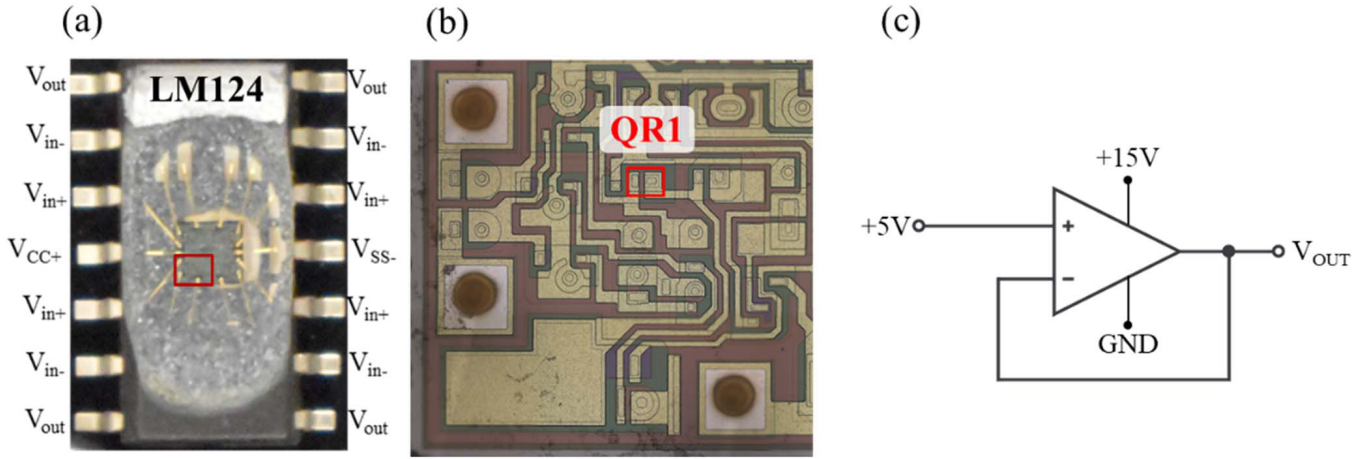 (a)
LM124
Vout
Vin-
Vin+
VCC+
Vin+
Vin-
Vout
Vout
Vin-
Vin+
VSS-
Vin+
Vin-
Vout
(b)
QR1
(c)
+15V
+5V
+
-
VOUT
GND